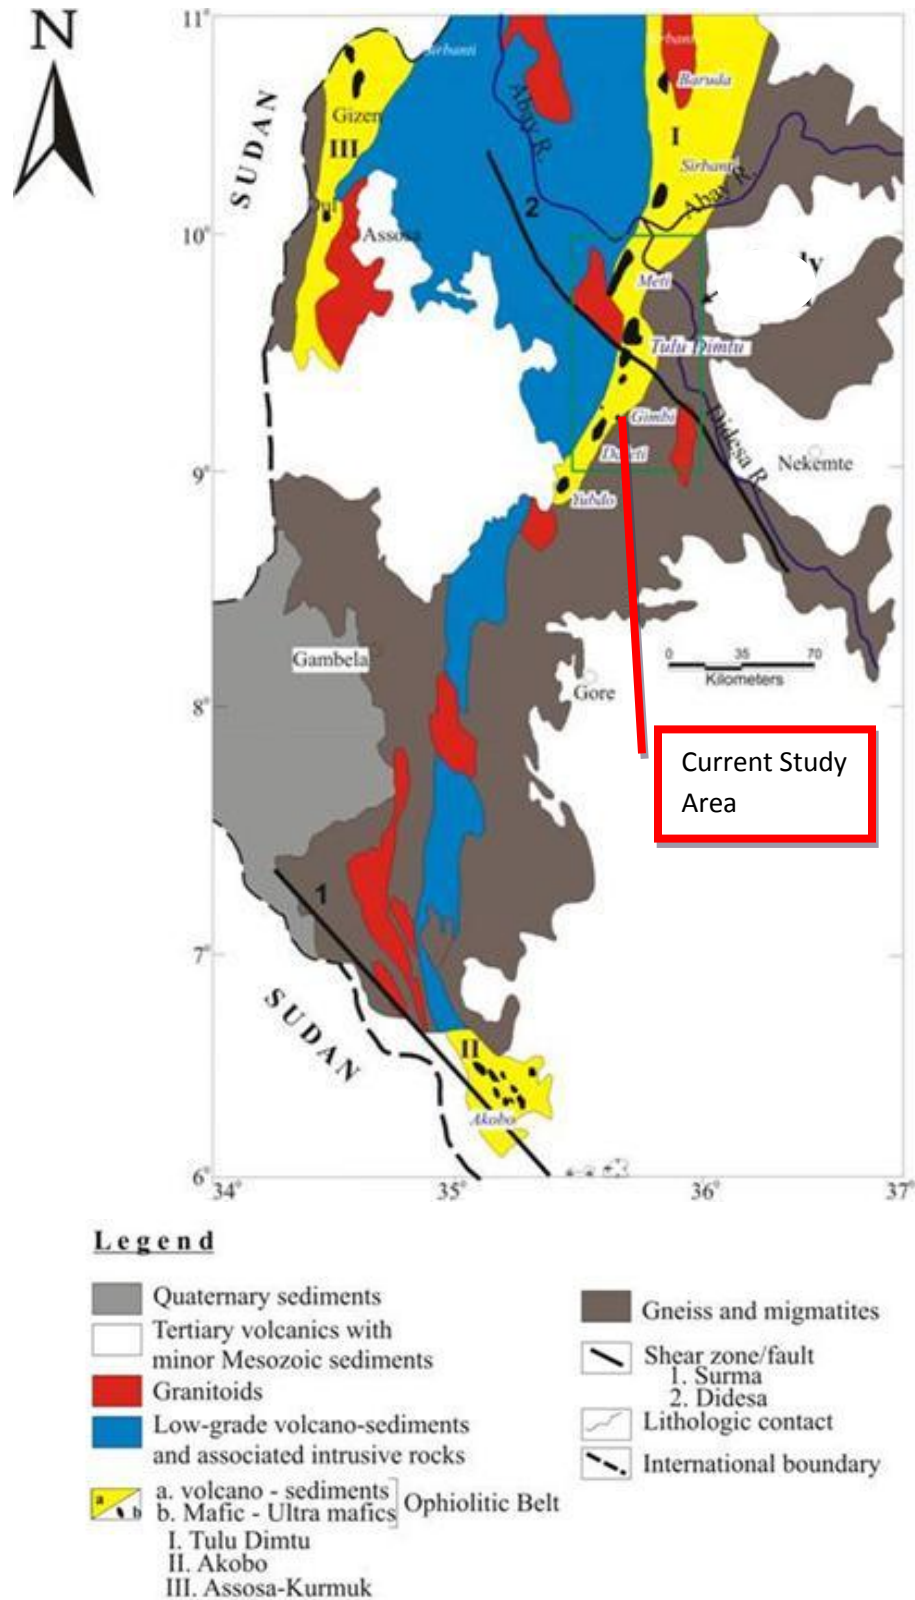 N
11°
Sirbanti
Baruda
Gizen
III
I
SUDAN
Abay R.
Sirbanti
Abay R.
2
Assosa
10°
Meti
Tulu Dimtu
Gimbi
Didesa R.
Nekemte
9°
Yubdo
Gambela
0 35 70
Kilometers
Gore
8°
Current Study
Area
1
7°
SUDAN
II
Akobo
6°
34° 35° 36° 37°
Legend
Quaternary sediments
Tertiary volcanics with
minor Mesozoic sediments
Granitoids
Low-grade volcano-sediments
and associated intrusive rocks
a b
a. volcano - sediments
b. Mafic - Ultra mafics
Ophiolitic Belt
I. Tulu Dimtu
II. Akobo
III. Assosa-Kurmuk
Gneiss and migmatites
Shear zone/fault
1. Surma
2. Didesa
Lithologic contact
International boundary